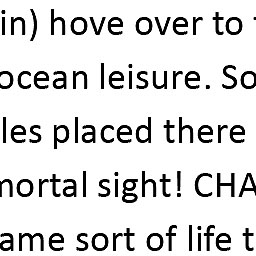 in) hove over to
ocean leisure. So
les placed there
mortal sight! CHA
ame sort of life t